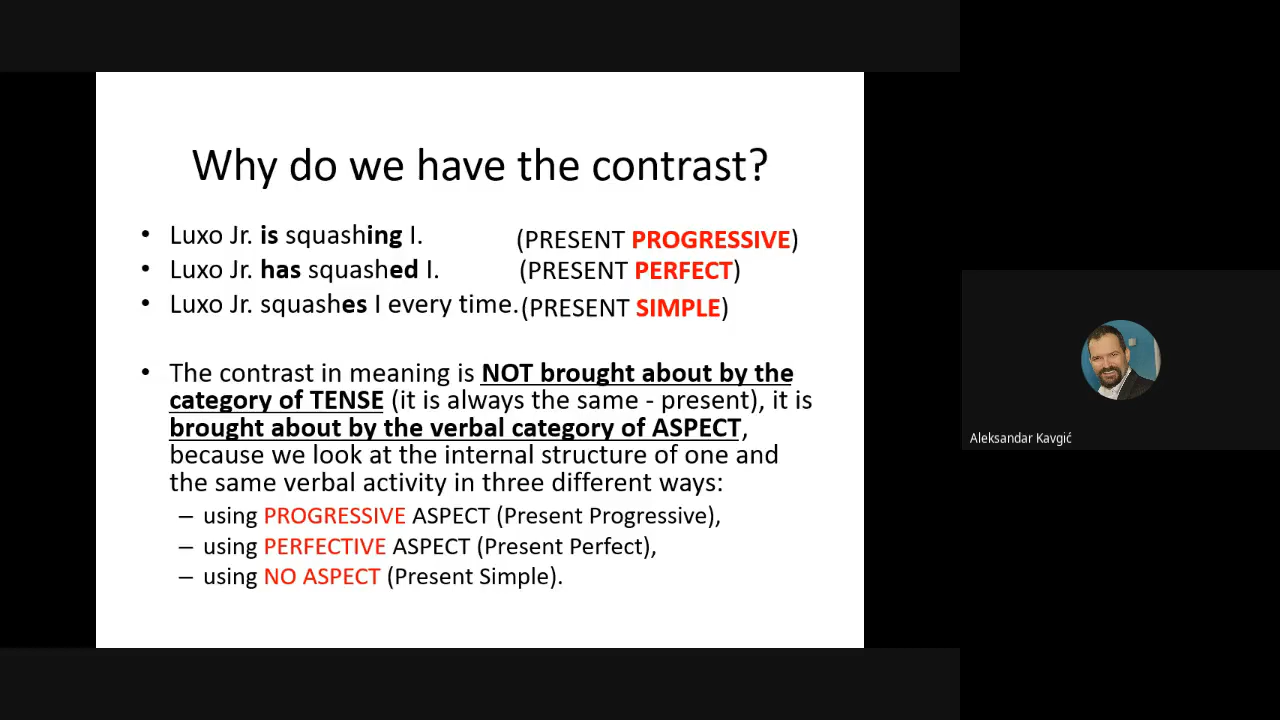 Why do we have the contrast?
• Luxo Jr. is squashing I. (PRESENT PROGRESSIVE)
• Luxo Jr. has squashed I. (PRESENT PERFECT)
• Luxo Jr. squashes I every time. (PRESENT SIMPLE)
• The contrast in meaning is NOT brought about by the
category of TENSE (it is always the same - present), it is
brought about by the verbal category of ASPECT,
because we look at the internal structure of one and
the same verbal activity in three different ways:
– using PROGRESSIVE ASPECT (Present Progressive),
– using PERFECTIVE ASPECT (Present Perfect),
– using NO ASPECT (Present Simple).
Aleksandar Kavgić